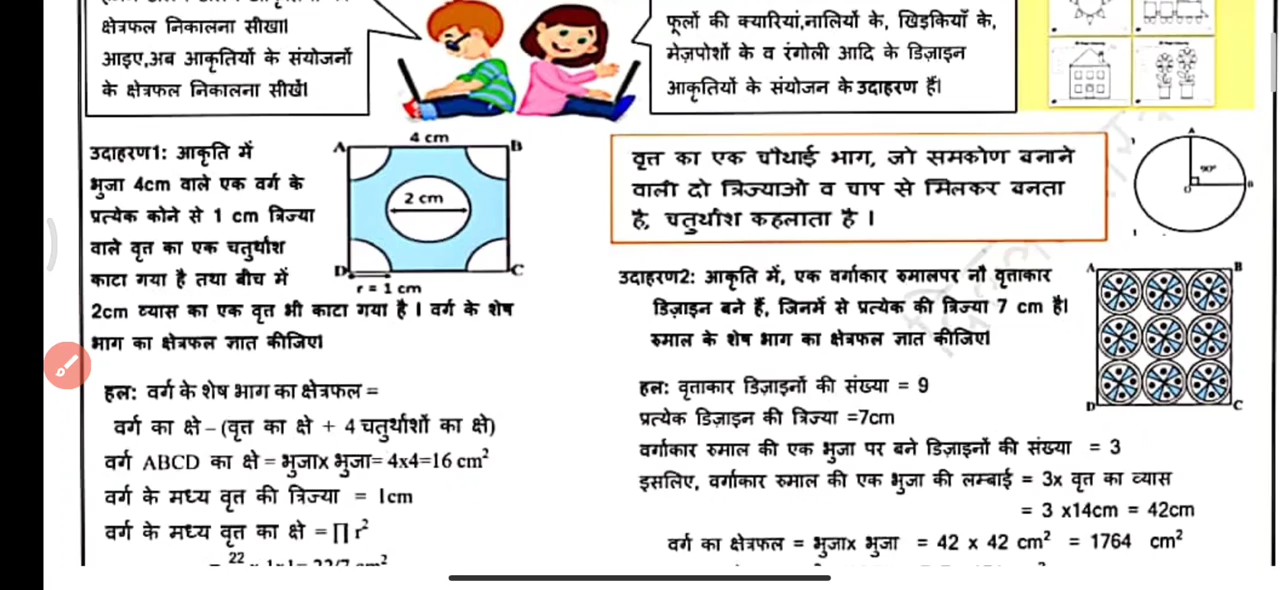 क्षेत्रफल निकालना सीखा।
आइए,अब आकृतियों के संयोजनों
के क्षेत्रफल निकालना सीखें।
फूलों की क्यारियां,नालियों के, खिड़कियों के,
मेज़पोशों के व रंगोली आदि के डिज़ाइन
आकृतियों के संयोजन के उदाहरण हैं।
उदाहरण1: आकृति में
भुजा 4cm वाले एक वर्ग के
प्रत्येक कोने से 1 cm त्रिज्या
वाले वृत्त का एक चतुर्थांश
काटा गया है तथा बीच में
2cm व्यास का एक वृत्त भी काटा गया है । वर्ग के शेष
भाग का क्षेत्रफल ज्ञात कीजिए।
4 cm
A B
2 cm
D C
r = 1 cm
हल: वर्ग के शेष भाग का क्षेत्रफल =
वर्ग का क्षे – (वृत्त का क्षे + 4 चतुर्थांशों का क्षे)
वर्ग ABCD का क्षे = भुजाx भुजा= 4x4=16 cm²
वर्ग के मध्य वृत्त की त्रिज्या = 1cm
वर्ग के मध्य वृत्त का क्षे = ∏ r²
वृत्त का एक चौथाई भाग, जो समकोण बनाने
वाली दो त्रिज्याओ व चाप से मिलकर बनता
है, चतुर्थांश कहलाता है ।
A
90°
O B
उदाहरण2: आकृति में, एक वर्गाकार रुमालपर नौ वृत्ताकार
डिज़ाइन बने हैं, जिनमें से प्रत्येक की त्रिज्या 7 cm है।
रुमाल के शेष भाग का क्षेत्रफल ज्ञात कीजिए।
A B
D C
हल: वृत्ताकार डिज़ाइनों की संख्या = 9
प्रत्येक डिज़ाइन की त्रिज्या =7cm
वर्गाकार रुमाल की एक भुजा पर बने डिज़ाइनों की संख्या = 3
इसलिए, वर्गाकार रुमाल की एक भुजा की लम्बाई = 3x वृत्त का व्यास
= 3 x14cm = 42cm
वर्ग का क्षेत्रफल = भुजाx भुजा = 42 x 42 cm² = 1764 cm²